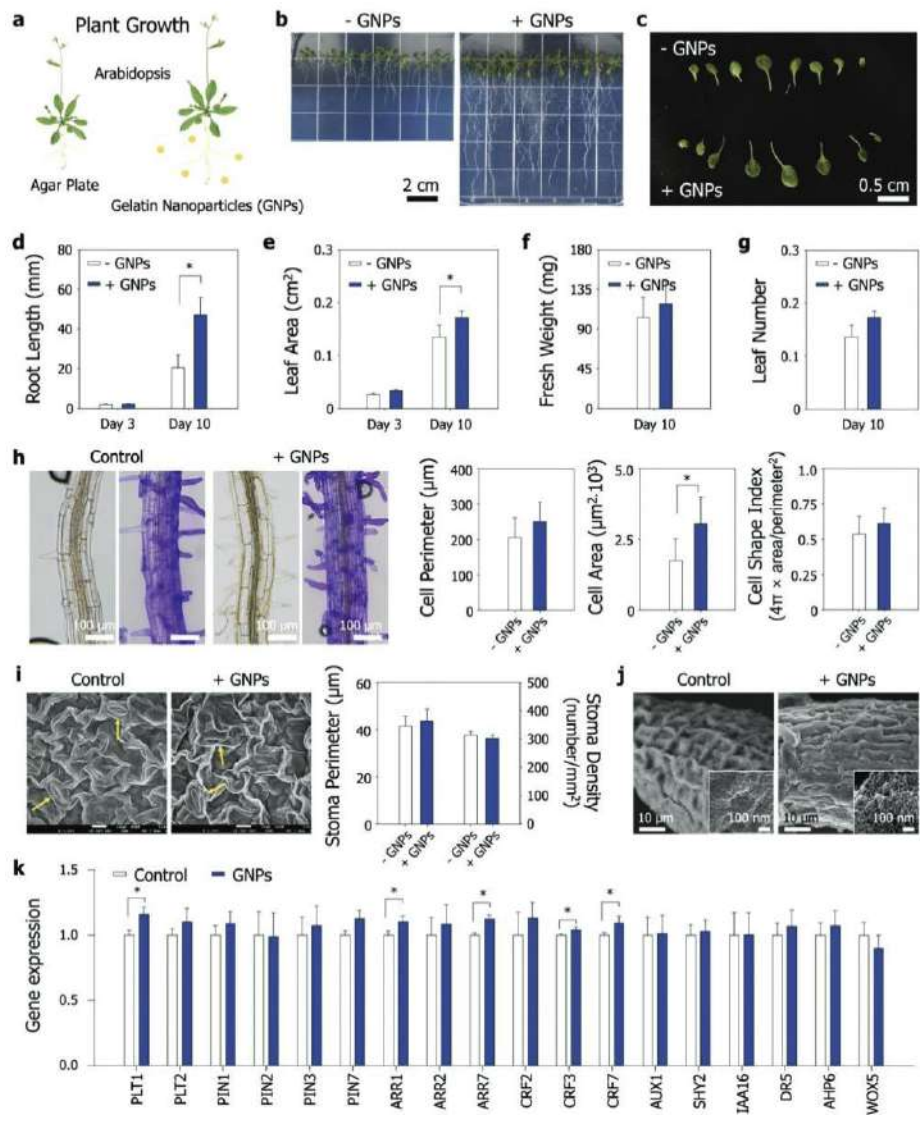 a
Plant Growth
Arabidopsis
Agar Plate
Gelatin Nanoparticles (GNPs)
b
- GNPs
+ GNPs
2 cm
c
- GNPs
+ GNPs
0.5 cm
d
Root Length (mm)
80
60
40
20
0
- GNPs
+ GNPs
*
Day 3
Day 10
e
Leaf Area (cm²)
0.3
0.2
0.1
0
- GNPs
+ GNPs
*
Day 3
Day 10
f
Fresh Weight (mg)
180
135
90
45
0
- GNPs
+ GNPs
Day 10
g
Leaf Number
0.3
0.2
0.1
0
- GNPs
+ GNPs
Day 10
h
Control
+ GNPs
100 µm
100 µm
100 µm
Cell Perimeter (µm)
400
300
200
100
0
- GNPs
+ GNPs
Cell Area (µm²·10³)
5.0
2.5
0
*
- GNPs
+ GNPs
Cell Shape Index
(4π × area/perimeter²)
1.0
0.75
0.5
0.25
0
- GNPs
+ GNPs
i
Control
+ GNPs
Stoma Perimeter (µm)
60
40
20
0
500
400
300
200
100
0
Stoma Density
(number/mm²)
- GNPs
+ GNPs
- GNPs
+ GNPs
j
Control
+ GNPs
10 µm
100 nm
10 µm
100 nm
k
Gene expression
1.5
1.0
0.5
0.0
Control
GNPs
*
*
*
*
*
PLT1
PLT2
PIN1
PIN2
PIN3
PIN7
ARR1
ARR2
ARR7
CRF2
CRF3
CRF7
AUX1
SHY2
IAA16
DR5
AHP6
WOX5